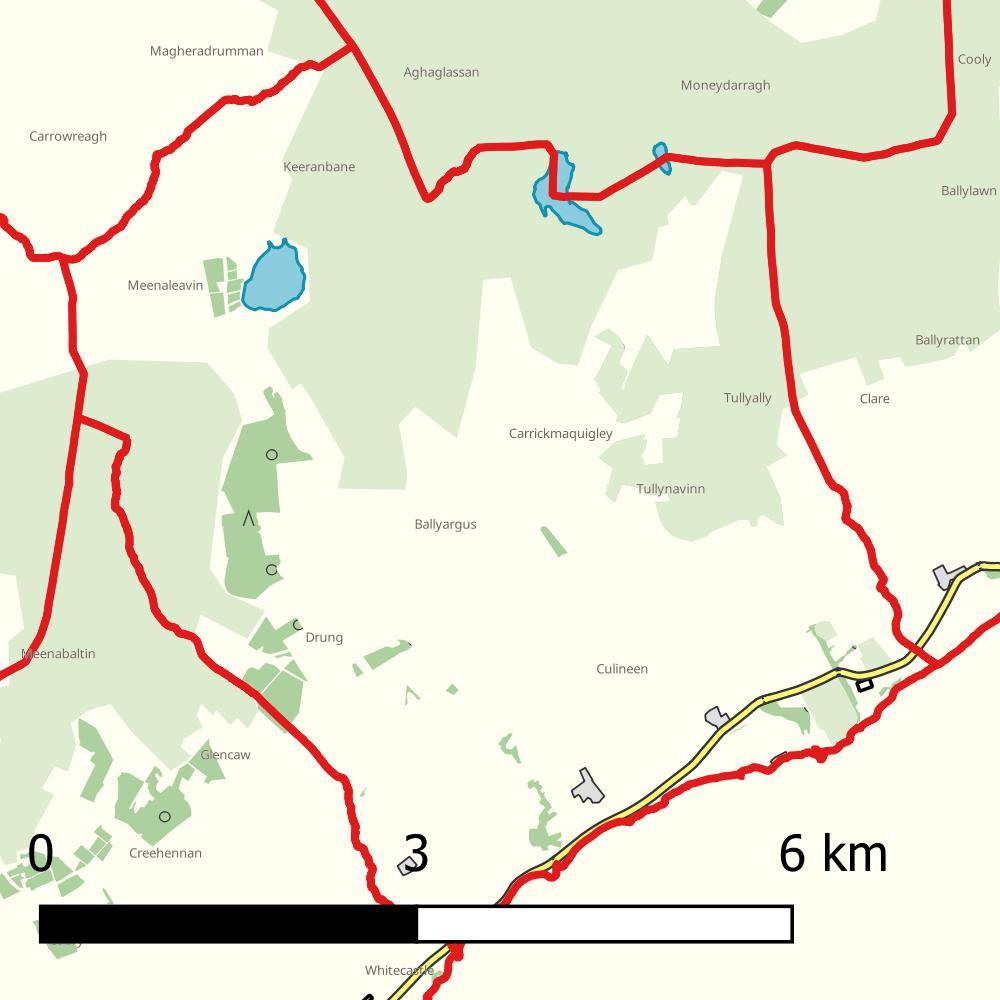 Magheradrumman
Aghaglassan
Cooly
Moneydarragh
Carrowreagh
Keeranbane
Ballylawn
Meenaleavin
Ballyrattan
Tullyally
Clare
Carrickmaquigley
Tullynavinn
Ballyargus
Drung
Meenabaltin
Culineen
Glencaw
Creehennan
0 3 6 km
Whitecastle